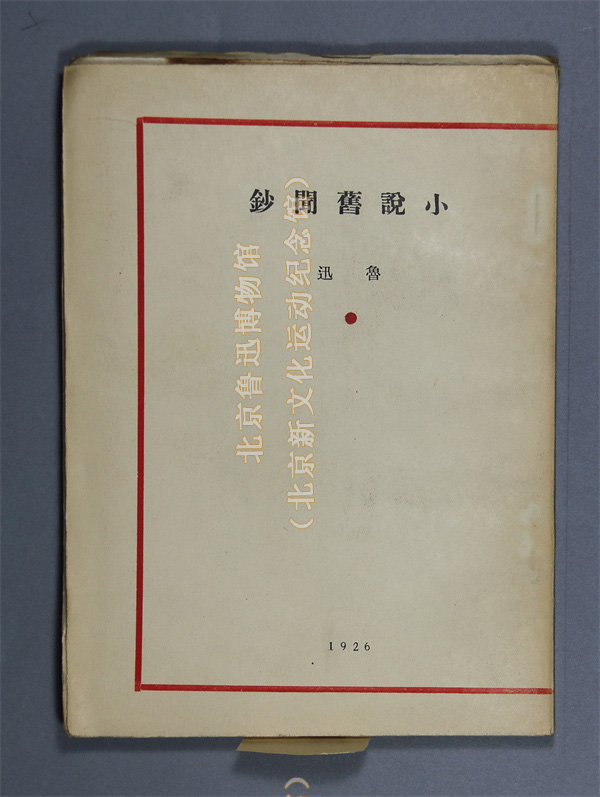 小說舊聞鈔
魯迅
1926
北京鲁迅博物馆
（北京新文化运动纪念馆）
）